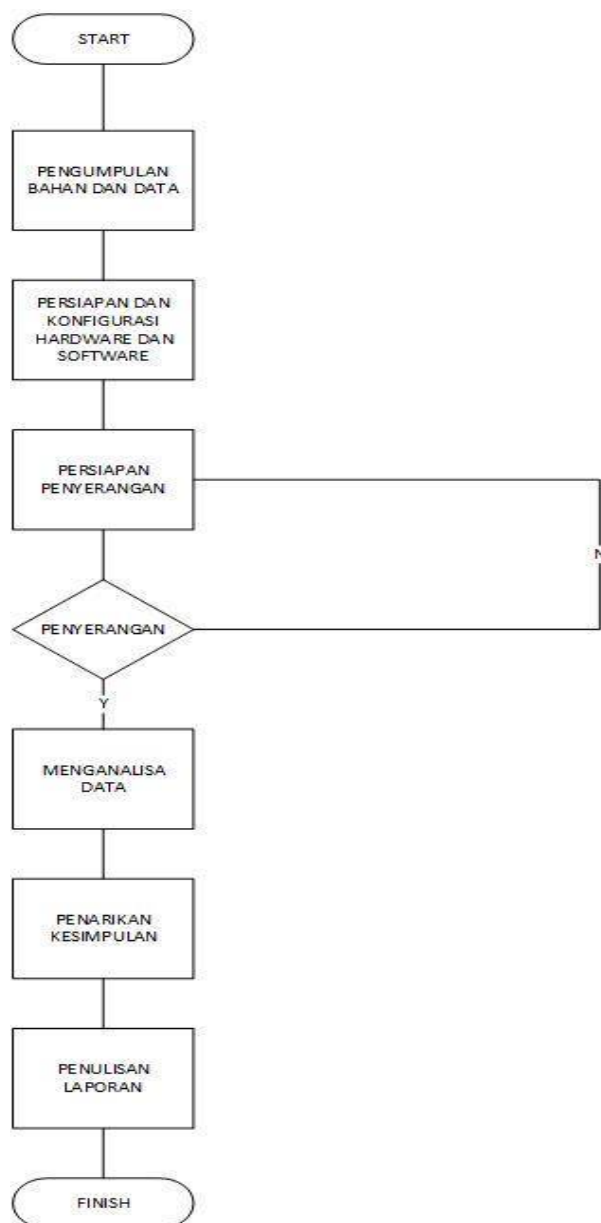 START
PENGUMPULAN
BAHAN DAN DATA
PERSIAPAN DAN
KONFIGURASI
HARDWARE DAN
SOFTWARE
PERSIAPAN
PENYERANGAN
N
PENYERANGAN
Y
MENGANALISA
DATA
PENARIKAN
KESIMPULAN
PENULISAN
LAPORAN
FINISH